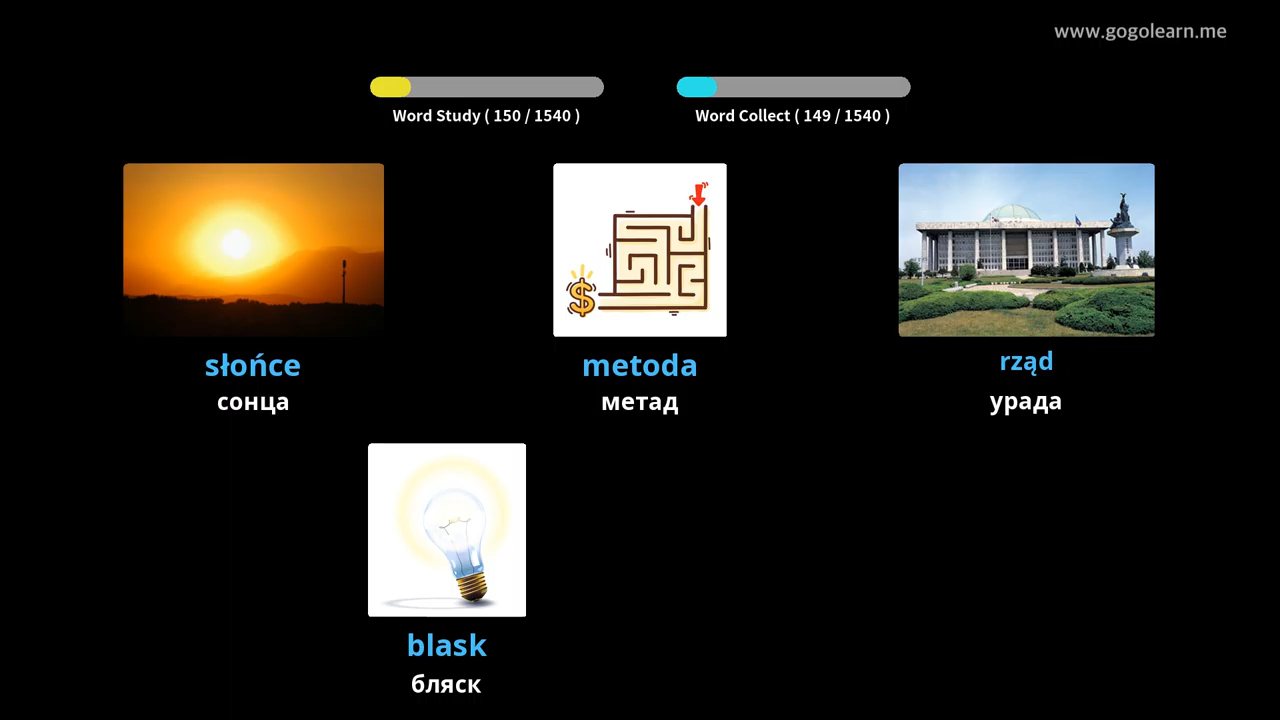 www.gogolearn.me
Word Study ( 150 / 1540 )
Word Collect ( 149 / 1540 )
słońce
metoda
rząd
сонца
метад
урада
$
blask
бляск